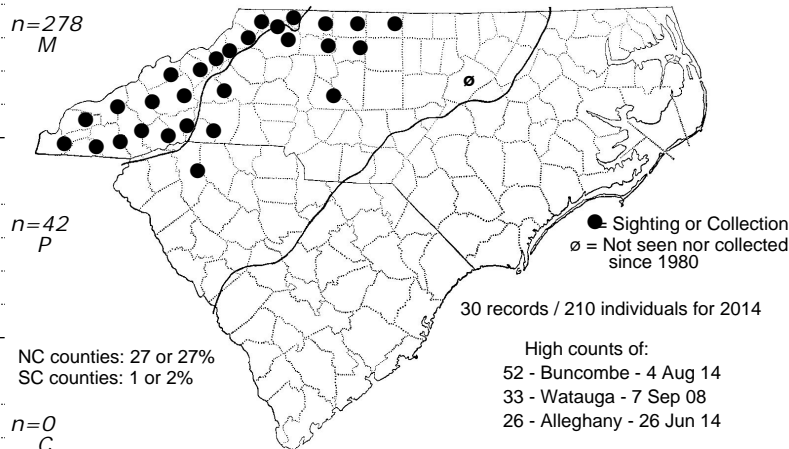 n=278
M
ø
n=42
P
= Sighting or Collection
ø = Not seen nor collected
since 1980
30 records / 210 individuals for 2014
NC counties: 27 or 27%
SC counties: 1 or 2%
High counts of:
52 - Buncombe - 4 Aug 14
33 - Watauga - 7 Sep 08
26 - Alleghany - 26 Jun 14
n=0
C